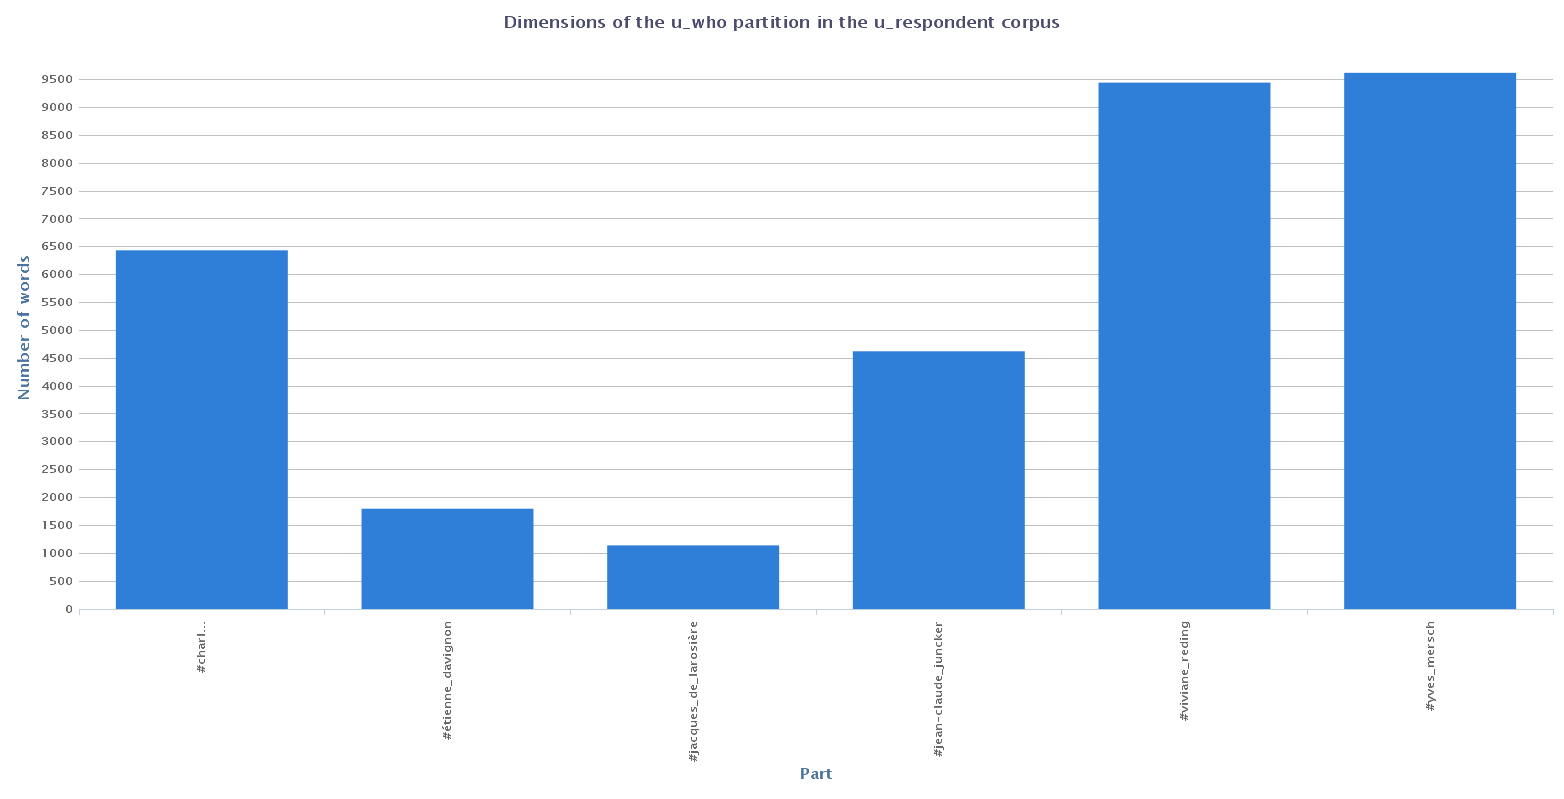 Dimensions of the u_who partition in the u_respondent corpus
Number of words
9500
9000
8500
8000
7500
7000
6500
6000
5500
5000
4500
4000
3500
3000
2500
2000
1500
1000
500
0
#charl...
#étienne_davignon
#jacques_de_larosière
#jean-claude_juncker
#viviane_reding
#yves_mersch
Part